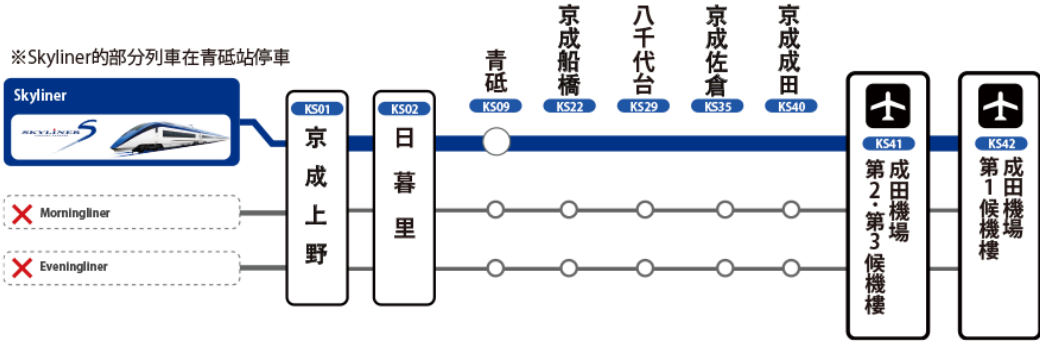 ※Skyliner的部分列車在青砥站停車
Skyliner
SKYLINER S
Morningliner
Eveningliner
KS01
京成上野
KS02
日暮里
青砥
KS09
京成船橋
KS22
八千代台
KS29
京成佐倉
KS35
京成成田
KS40
KS41
成田機場
第2･第3候機樓
KS42
成田機場
第1候機樓